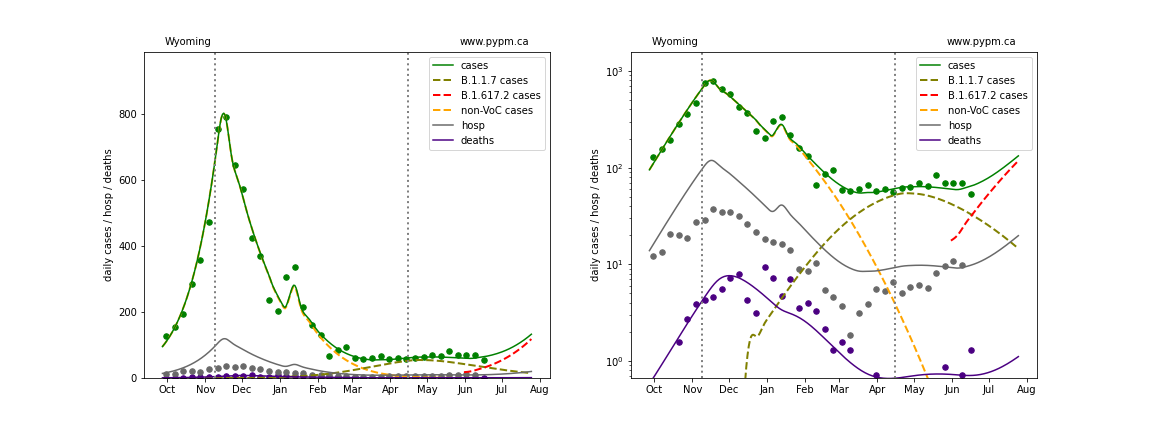 Wyoming
www.pypm.ca
cases
B.1.1.7 cases
B.1.617.2 cases
non-VoC cases
hosp
deaths
daily cases / hosp / deaths
800
600
400
200
0
Oct Nov Dec Jan Feb Mar Apr May Jun Jul Aug
Wyoming
www.pypm.ca
cases
B.1.1.7 cases
B.1.617.2 cases
non-VoC cases
hosp
deaths
daily cases / hosp / deaths
10³
10²
10¹
10⁰
Oct Nov Dec Jan Feb Mar Apr May Jun Jul Aug